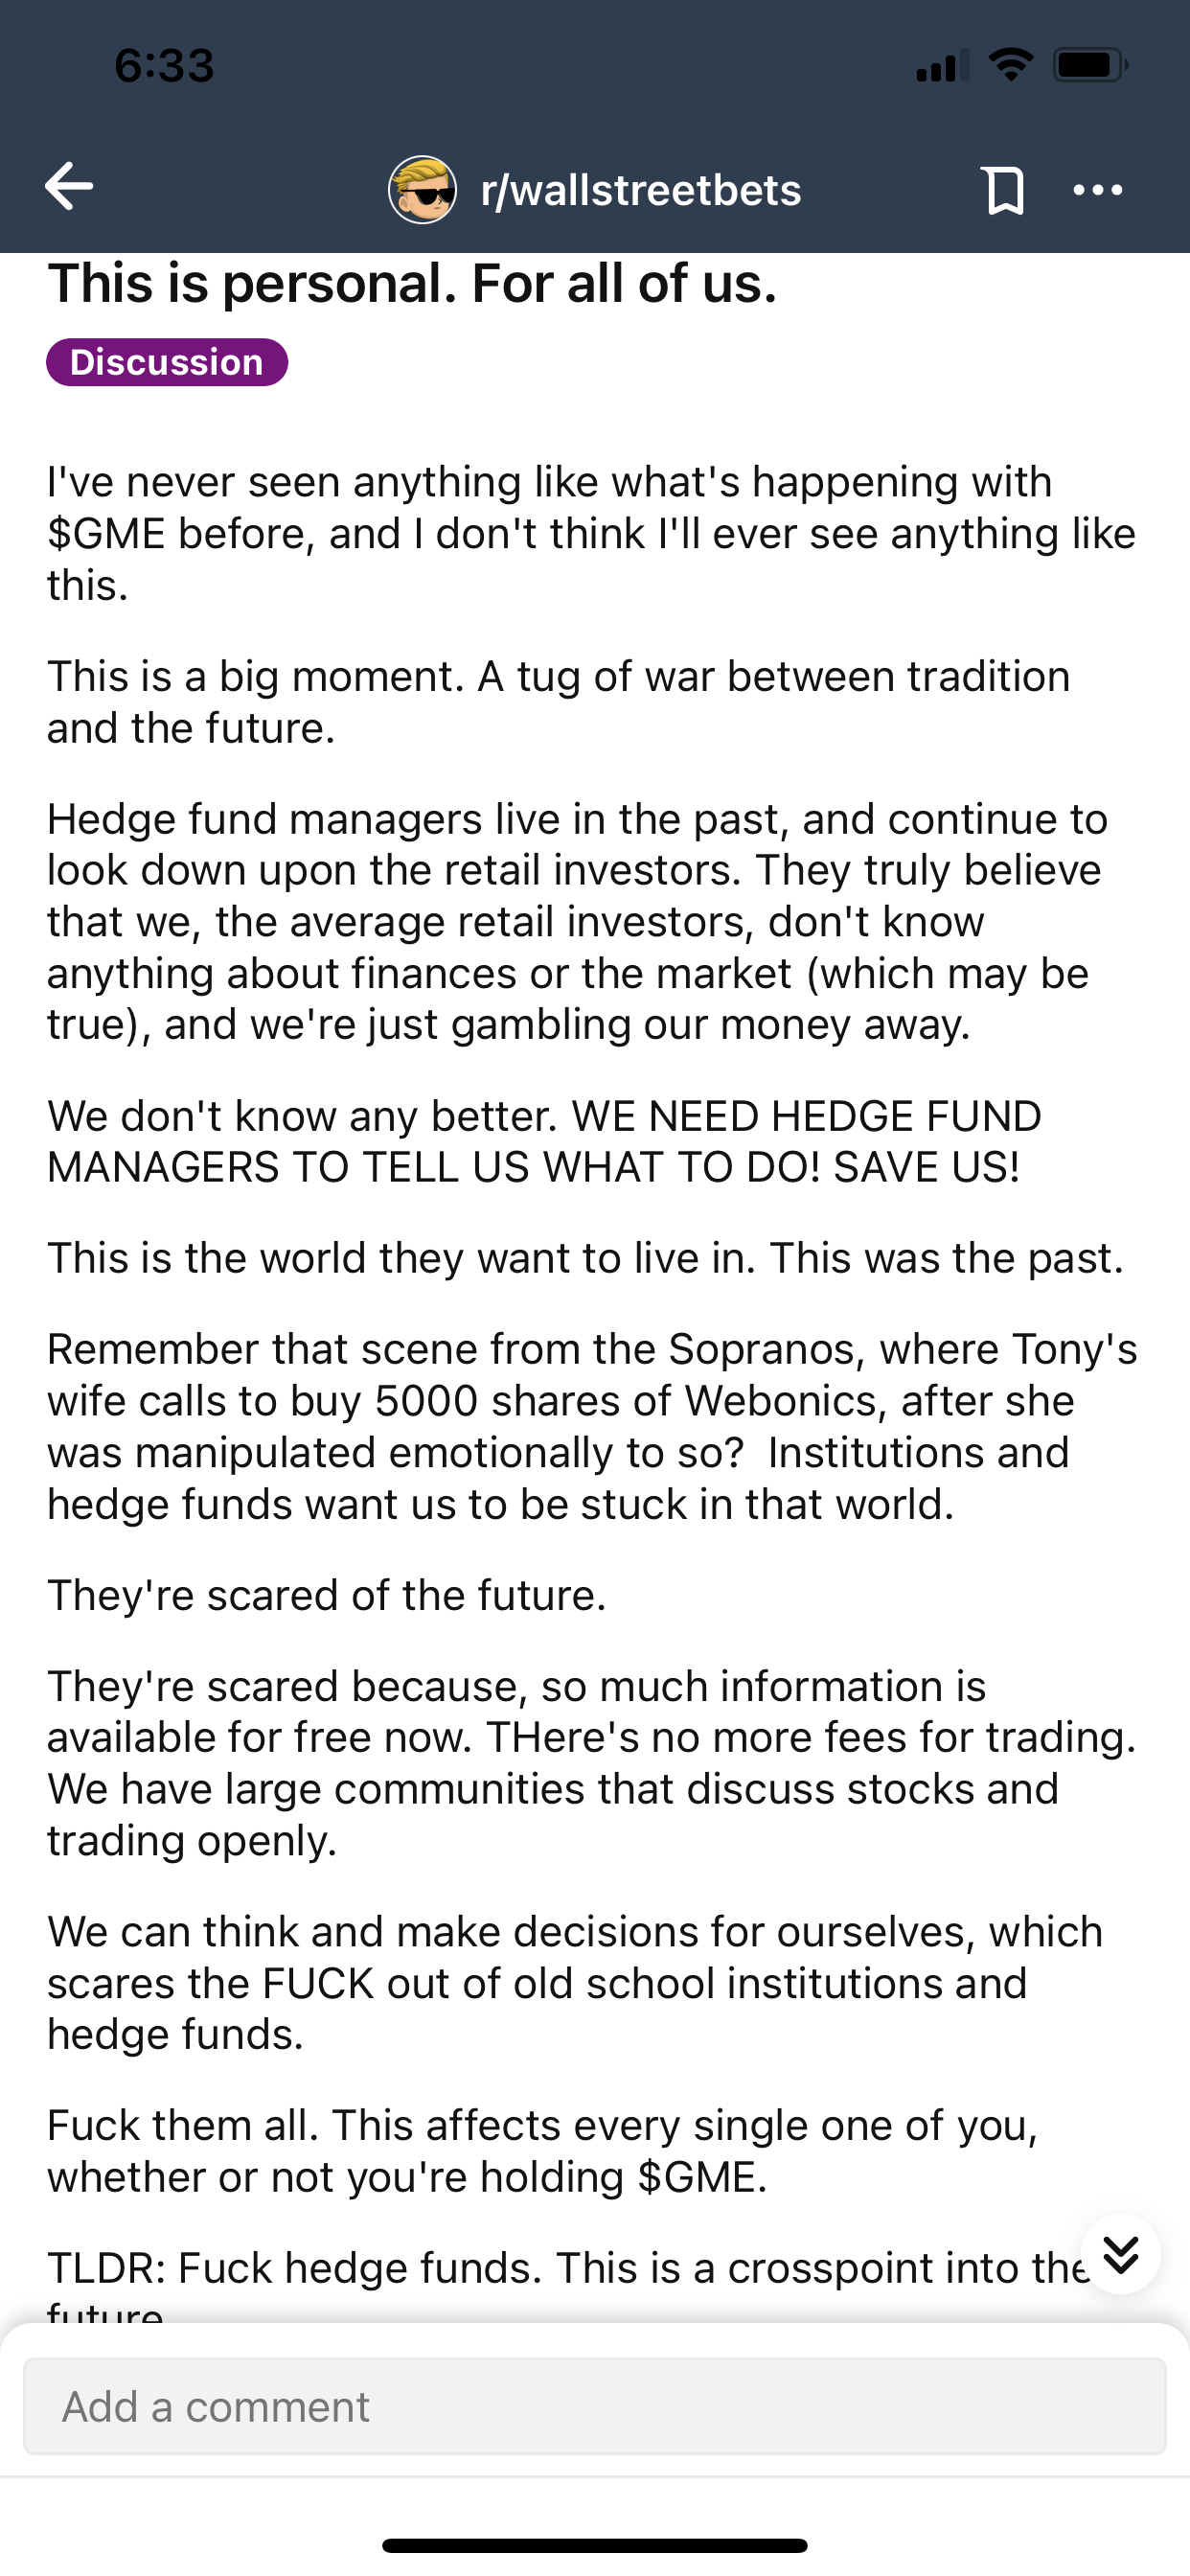 6:33
r/wallstreetbets
This is personal. For all of us.
Discussion
I've never seen anything like what's happening with
$GME before, and I don't think I'll ever see anything like
this.
This is a big moment. A tug of war between tradition
and the future.
Hedge fund managers live in the past, and continue to
look down upon the retail investors. They truly believe
that we, the average retail investors, don't know
anything about finances or the market (which may be
true), and we're just gambling our money away.
We don't know any better. WE NEED HEDGE FUND
MANAGERS TO TELL US WHAT TO DO! SAVE US!
This is the world they want to live in. This was the past.
Remember that scene from the Sopranos, where Tony's
wife calls to buy 5000 shares of Webonics, after she
was manipulated emotionally to so?  Institutions and
hedge funds want us to be stuck in that world.
They're scared of the future.
They're scared because, so much information is
available for free now. THere's no more fees for trading.
We have large communities that discuss stocks and
trading openly.
We can think and make decisions for ourselves, which
scares the FUCK out of old school institutions and
hedge funds.
Fuck them all. This affects every single one of you,
whether or not you're holding $GME.
TLDR: Fuck hedge funds. This is a crosspoint into the
future
Add a comment